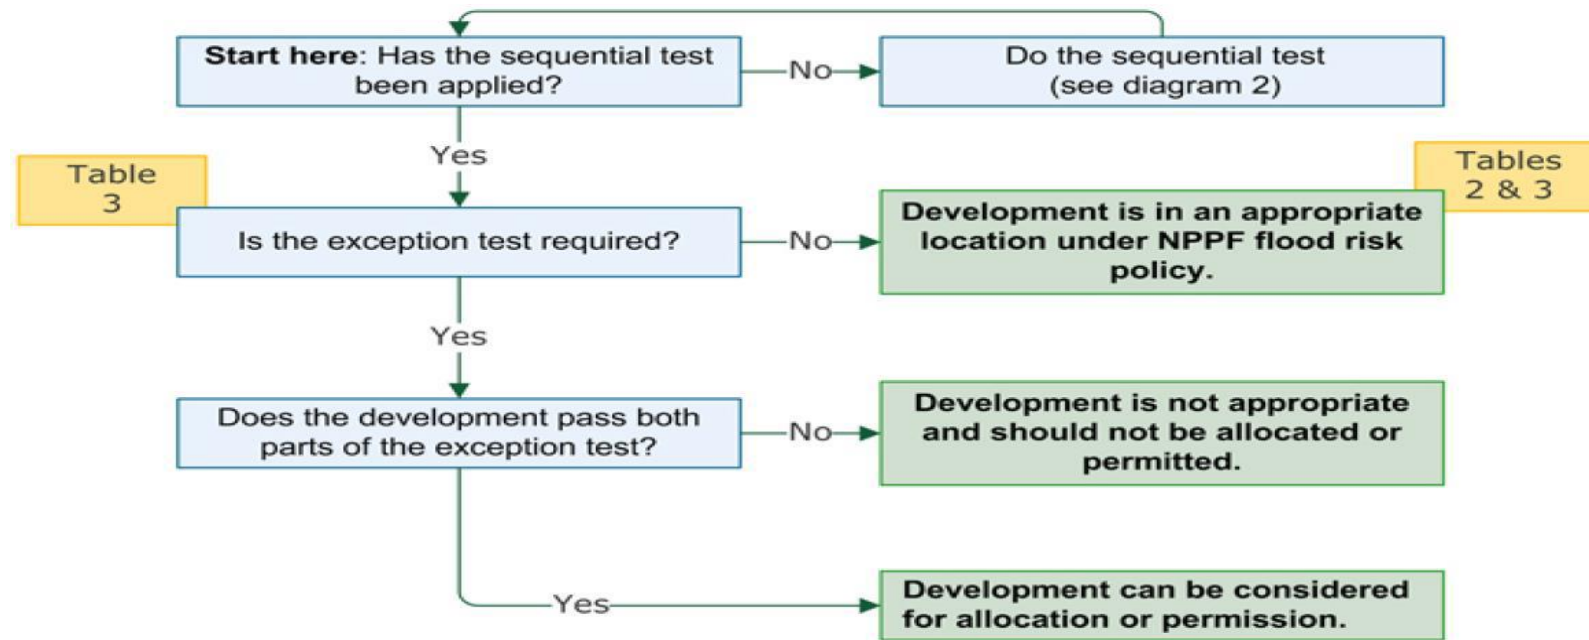 Start here: Has the sequential test
been applied?
No
Do the sequential test
(see diagram 2)
Yes
Table
3
Tables
2 & 3
Is the exception test required?
No
Development is in an appropriate
location under NPPF flood risk
policy.
Yes
Does the development pass both
parts of the exception test?
No
Development is not appropriate
and should not be allocated or
permitted.
Yes
Development can be considered
for allocation or permission.